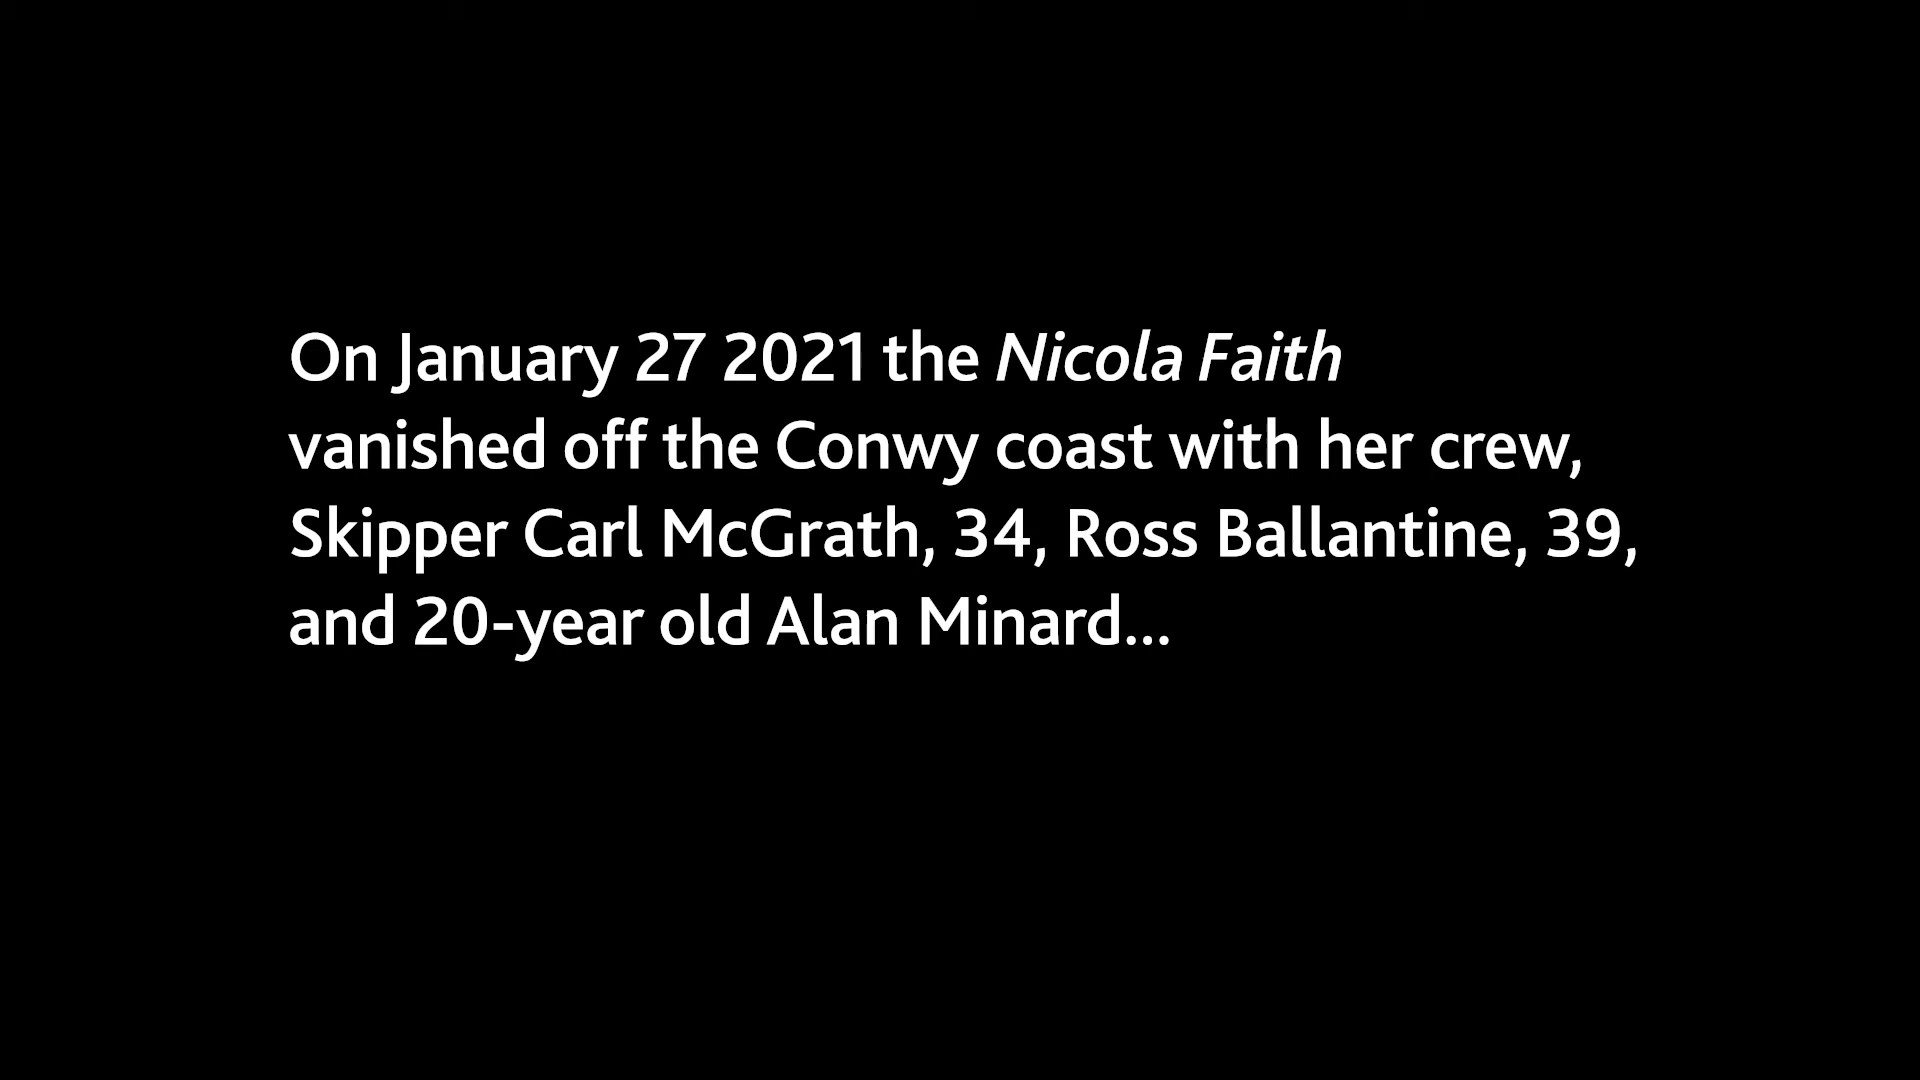 On January 27 2021 the Nicola Faith
vanished off the Conwy coast with her crew,
Skipper Carl McGrath, 34, Ross Ballantine, 39,
and 20-year old Alan Minard...